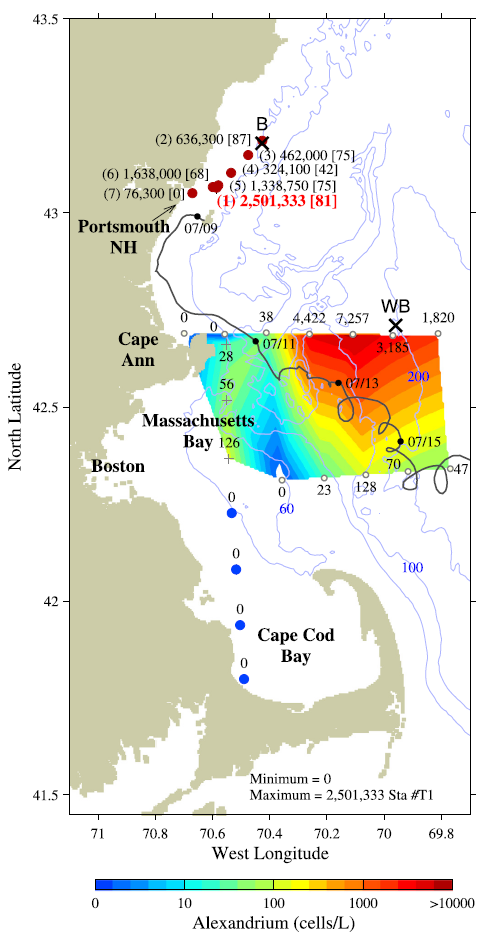 43.5
B
(2) 636,300 [87]
(3) 462,000 [75]
(4) 324,100 [42]
(6) 1,638,000 [68]
(5) 1,338,750 [75]
(7) 76,300 [0]
(1) 2,501,333 [81]
43
Portsmouth
NH
07/09
WB
0
0
38
4,422
7,257
1,820
Cape
Ann
07/11
3,185
28
07/13
200
56
42.5
Massachusetts
Bay
126
07/15
Boston
70
47
0
0
23
128
60
0
100
42
0
Cape Cod
Bay
0
Minimum = 0
Maximum = 2,501,333 Sta #T1
41.5
71
70.8
70.6
70.4
70.2
70
69.8
West Longitude
North Latitude
0
10
100
1000
>10000
Alexandrium (cells/L)